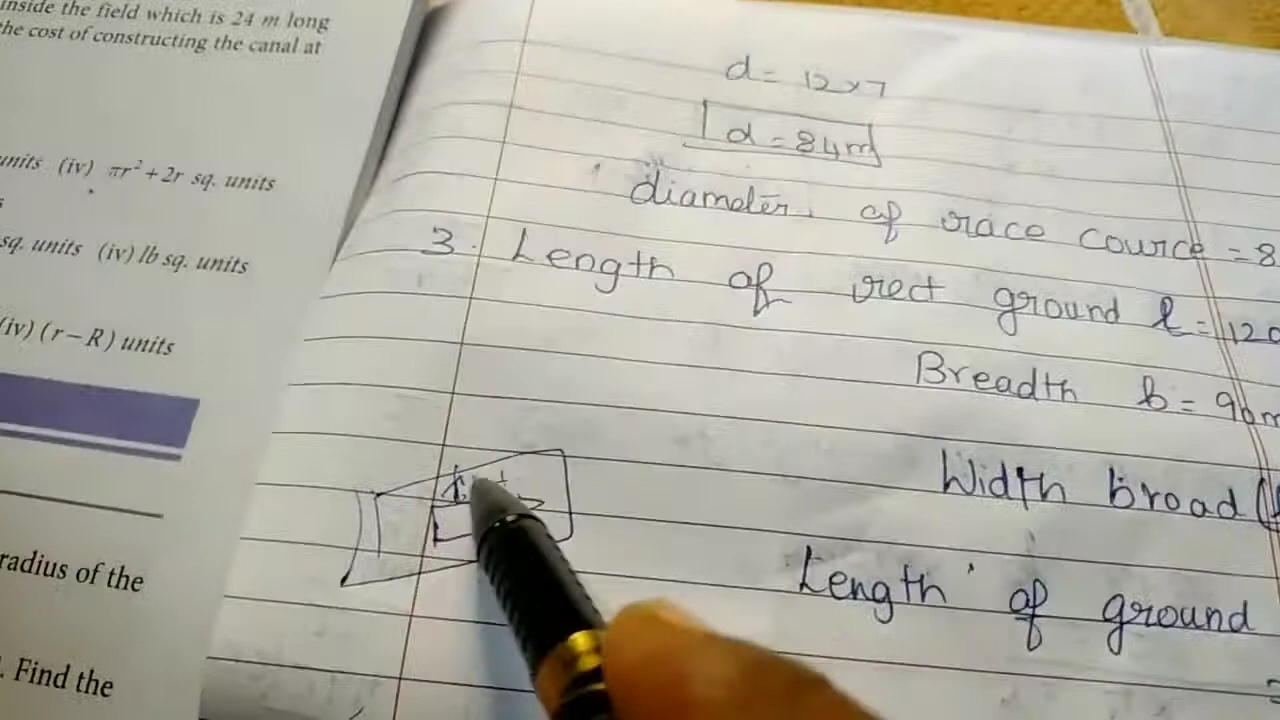 inside the field which is 24 m long
the cost of constructing the canal at
units (iv) πr² + 2r sq. units
sq. units (iv) lb sq. units
(iv) (r − R) units
radius of the
. Find the
d = 12 × 7
d = 84m
diameter of race cource = 8
3. Length of rect ground l = 120
Breadth b = 90m
Width broad
Length of ground